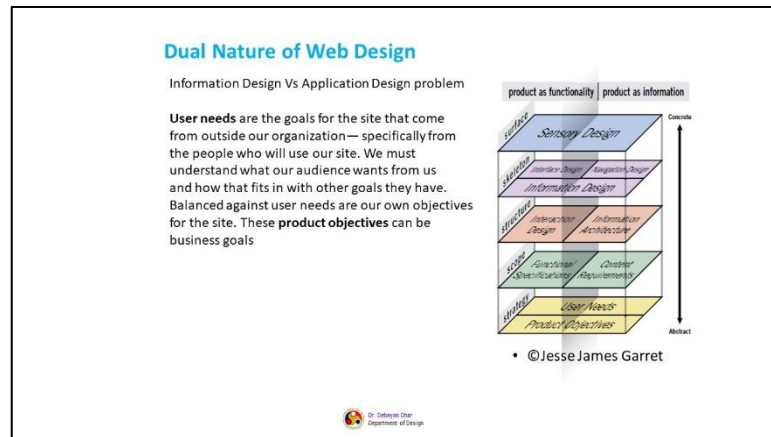 Dual Nature of Web Design
Information Design Vs Application Design problem
User needs are the goals for the site that come
from outside our organization— specifically from
the people who will use our site. We must
understand what our audience wants from us
and how that fits in with other goals they have.
Balanced against user needs are our own objectives
for the site. These product objectives can be
business goals
product as functionality
product as information
Concrete
surface
Sensory Design
skeleton
Interface Design
Navigation Design
Information Design
structure
Interaction
Design
Information
Architecture
scope
Functional
Specifications
Content
Requirements
strategy
User Needs
Product Objectives
Abstract
• ©Jesse James Garret
Dr. Debayan Dhar
Department of Design